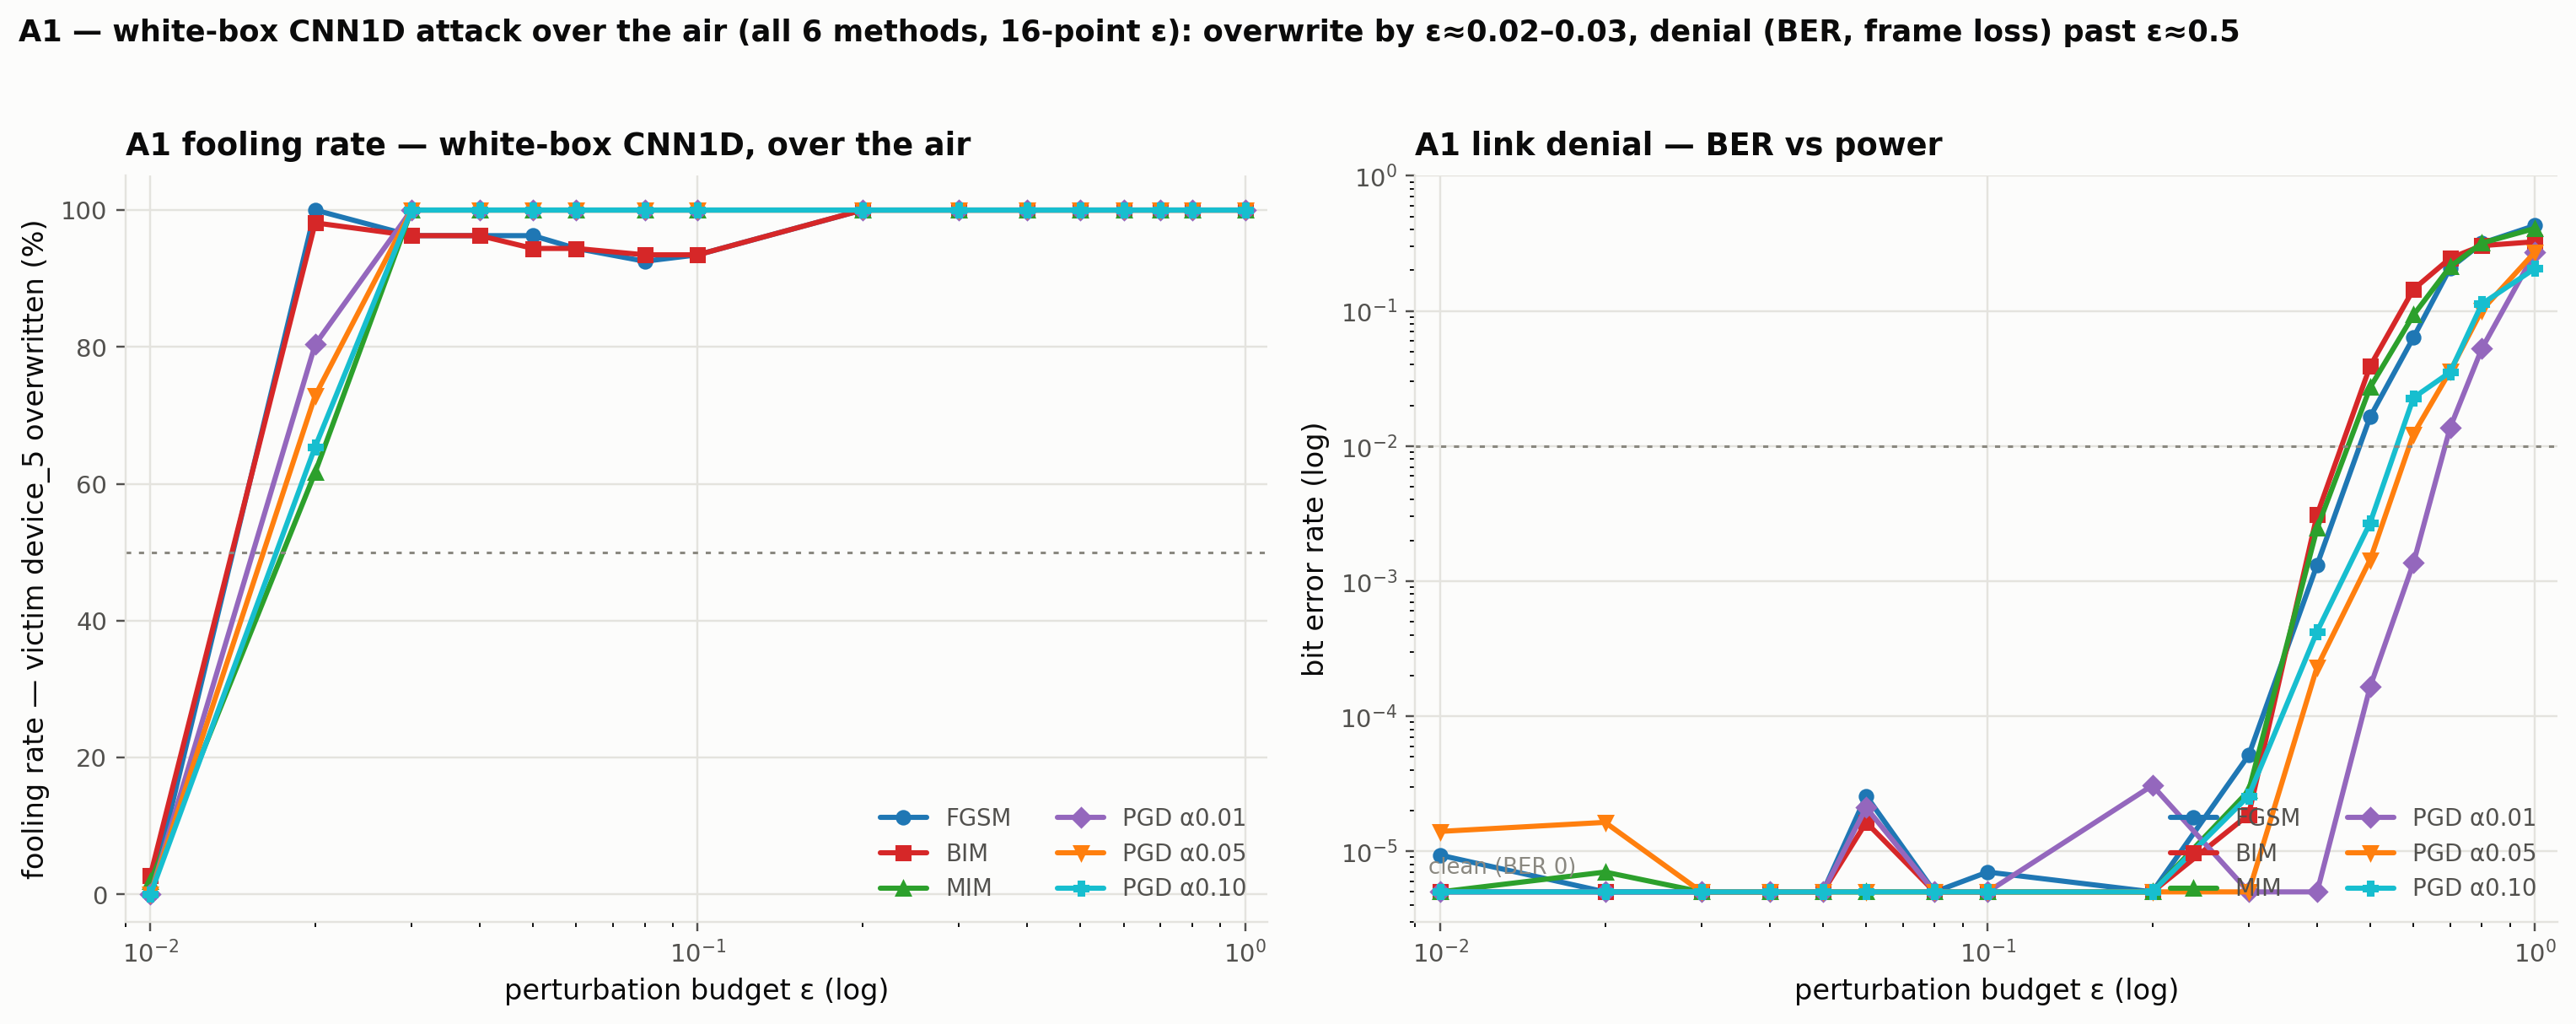 A1 — white-box CNN1D attack over the air (all 6 methods, 16-point ε): overwrite by ε≈0.02–0.03, denial (BER, frame loss) past ε≈0.5
A1 fooling rate — white-box CNN1D, over the air
fooling rate — victim device_5 overwritten (%)
100
80
60
40
20
0
10⁻²
10⁻¹
10⁰
perturbation budget ε (log)
FGSM
BIM
MIM
PGD α0.01
PGD α0.05
PGD α0.10
A1 link denial — BER vs power
bit error rate (log)
10⁰
10⁻¹
10⁻²
10⁻³
10⁻⁴
10⁻⁵
clean (BER 0)
10⁻²
10⁻¹
10⁰
perturbation budget ε (log)
FGSM
BIM
MIM
PGD α0.01
PGD α0.05
PGD α0.10